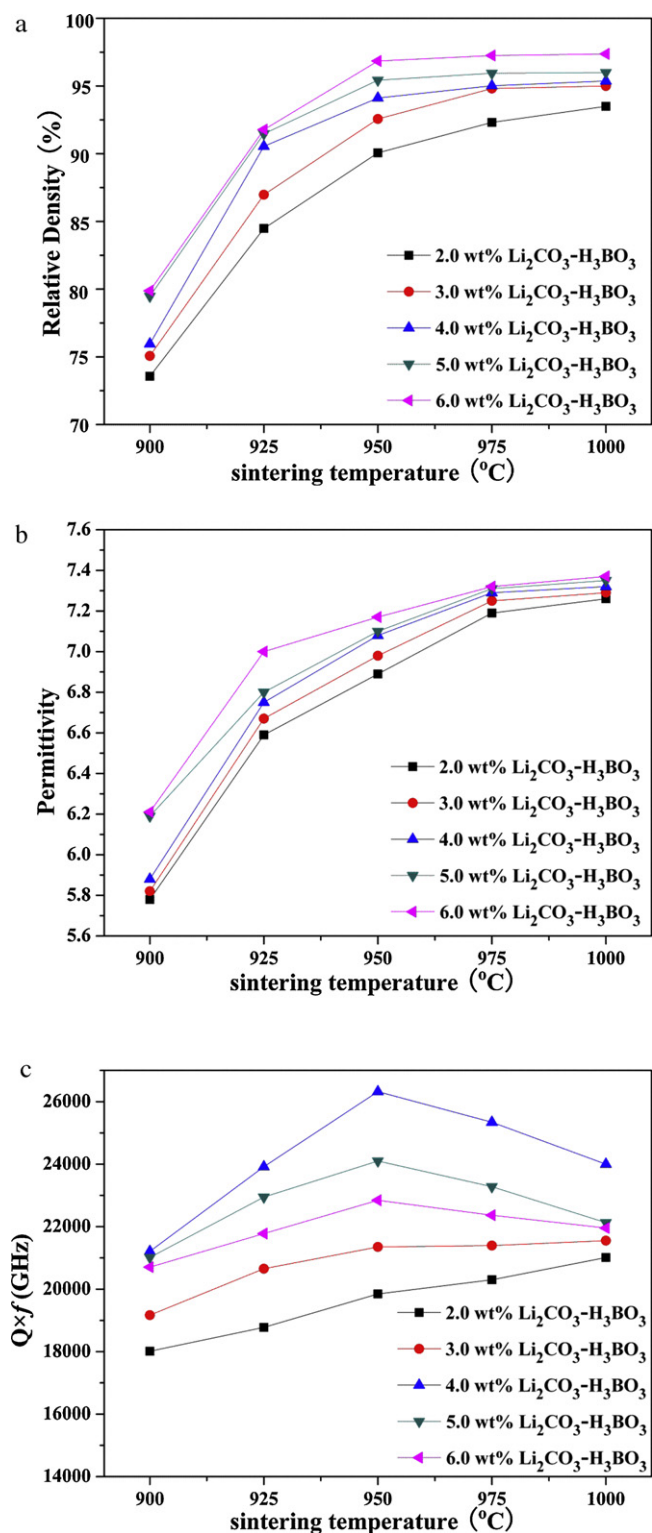 a
100
95
90
85
80
75
70
Relative Density (%)
2.0 wt% Li₂CO₃-H₃BO₃
3.0 wt% Li₂CO₃-H₃BO₃
4.0 wt% Li₂CO₃-H₃BO₃
5.0 wt% Li₂CO₃-H₃BO₃
6.0 wt% Li₂CO₃-H₃BO₃
900 925 950 975 1000
sintering temperature (°C)
b
7.6
7.4
7.2
7.0
6.8
6.6
6.4
6.2
6.0
5.8
5.6
Permittivity
2.0 wt% Li₂CO₃-H₃BO₃
3.0 wt% Li₂CO₃-H₃BO₃
4.0 wt% Li₂CO₃-H₃BO₃
5.0 wt% Li₂CO₃-H₃BO₃
6.0 wt% Li₂CO₃-H₃BO₃
900 925 950 975 1000
sintering temperature (°C)
c
26000
24000
22000
20000
18000
16000
14000
Q×f (GHz)
2.0 wt% Li₂CO₃-H₃BO₃
3.0 wt% Li₂CO₃-H₃BO₃
4.0 wt% Li₂CO₃-H₃BO₃
5.0 wt% Li₂CO₃-H₃BO₃
6.0 wt% Li₂CO₃-H₃BO₃
900 925 950 975 1000
sintering temperature (°C)